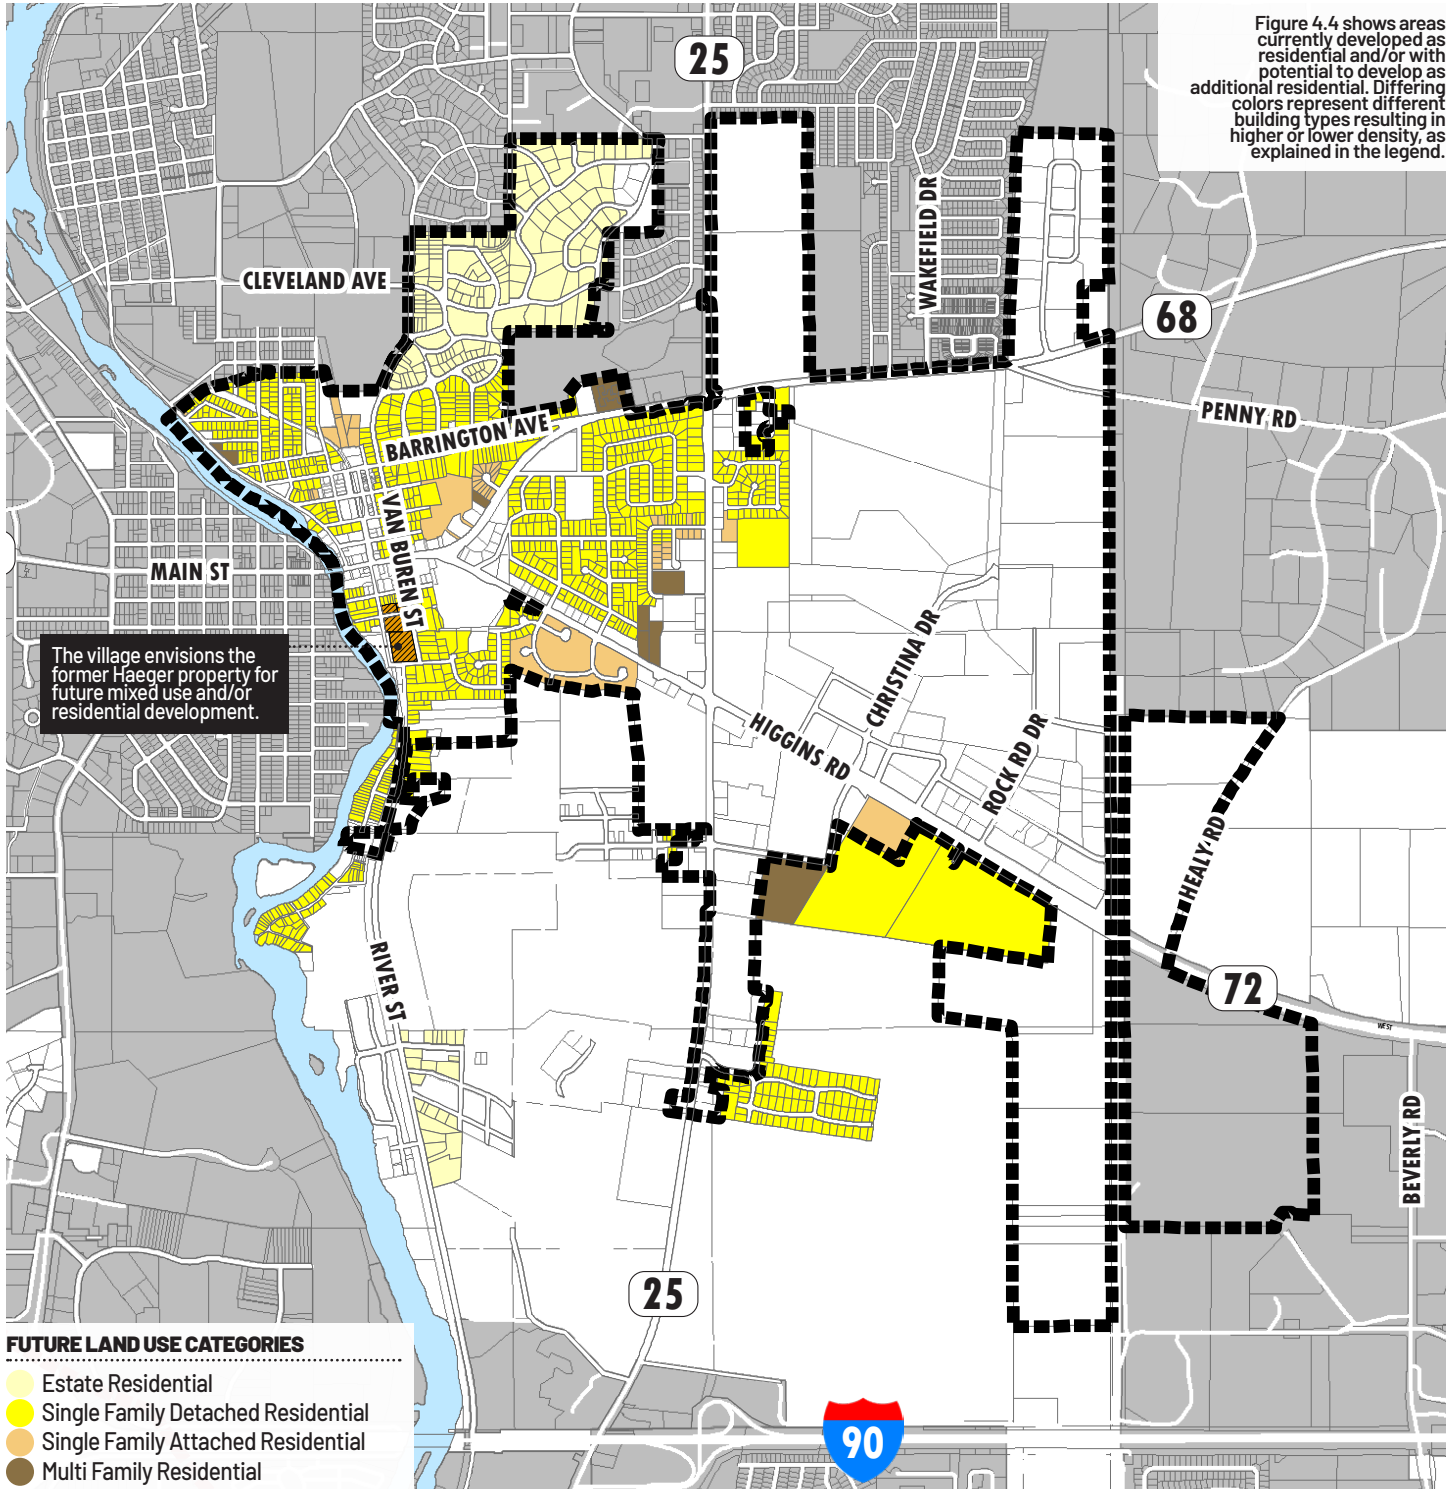 Figure 4.4 shows areas
currently developed as
residential and/or with
potential to develop as
additional residential. Differing
colors represent different
building types resulting in
higher or lower density, as
explained in the legend.
25
WAKEFIELD DR
CLEVELAND AVE
68
PENNY RD
BARRINGTON AVE
VAN BUREN ST
MAIN ST
The village envisions the
former Haeger property for
future mixed use and/or
residential development.
CHRISTINA DR
HIGGINS RD
ROCK RD DR
HEALY RD
RIVER ST
72
WEST
BEVERLY RD
25
90
FUTURE LAND USE CATEGORIES
Estate Residential
Single Family Detached Residential
Single Family Attached Residential
Multi Family Residential